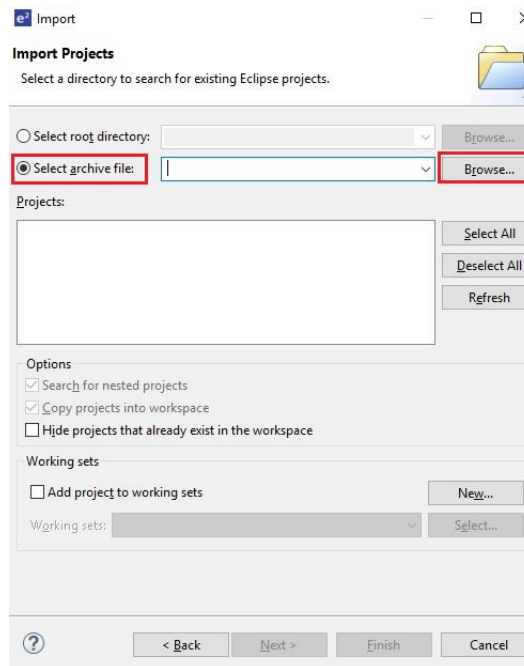 e² Import
Import Projects
Select a directory to search for existing Eclipse projects.
Select root directory: Browse...
Select archive file: Browse...
Projects:
Select All
Deselect All
Refresh
Options
Search for nested projects
Copy projects into workspace
Hide projects that already exist in the workspace
Working sets
Add project to working sets New...
Working sets: Select...
? < Back Next > Finish Cancel